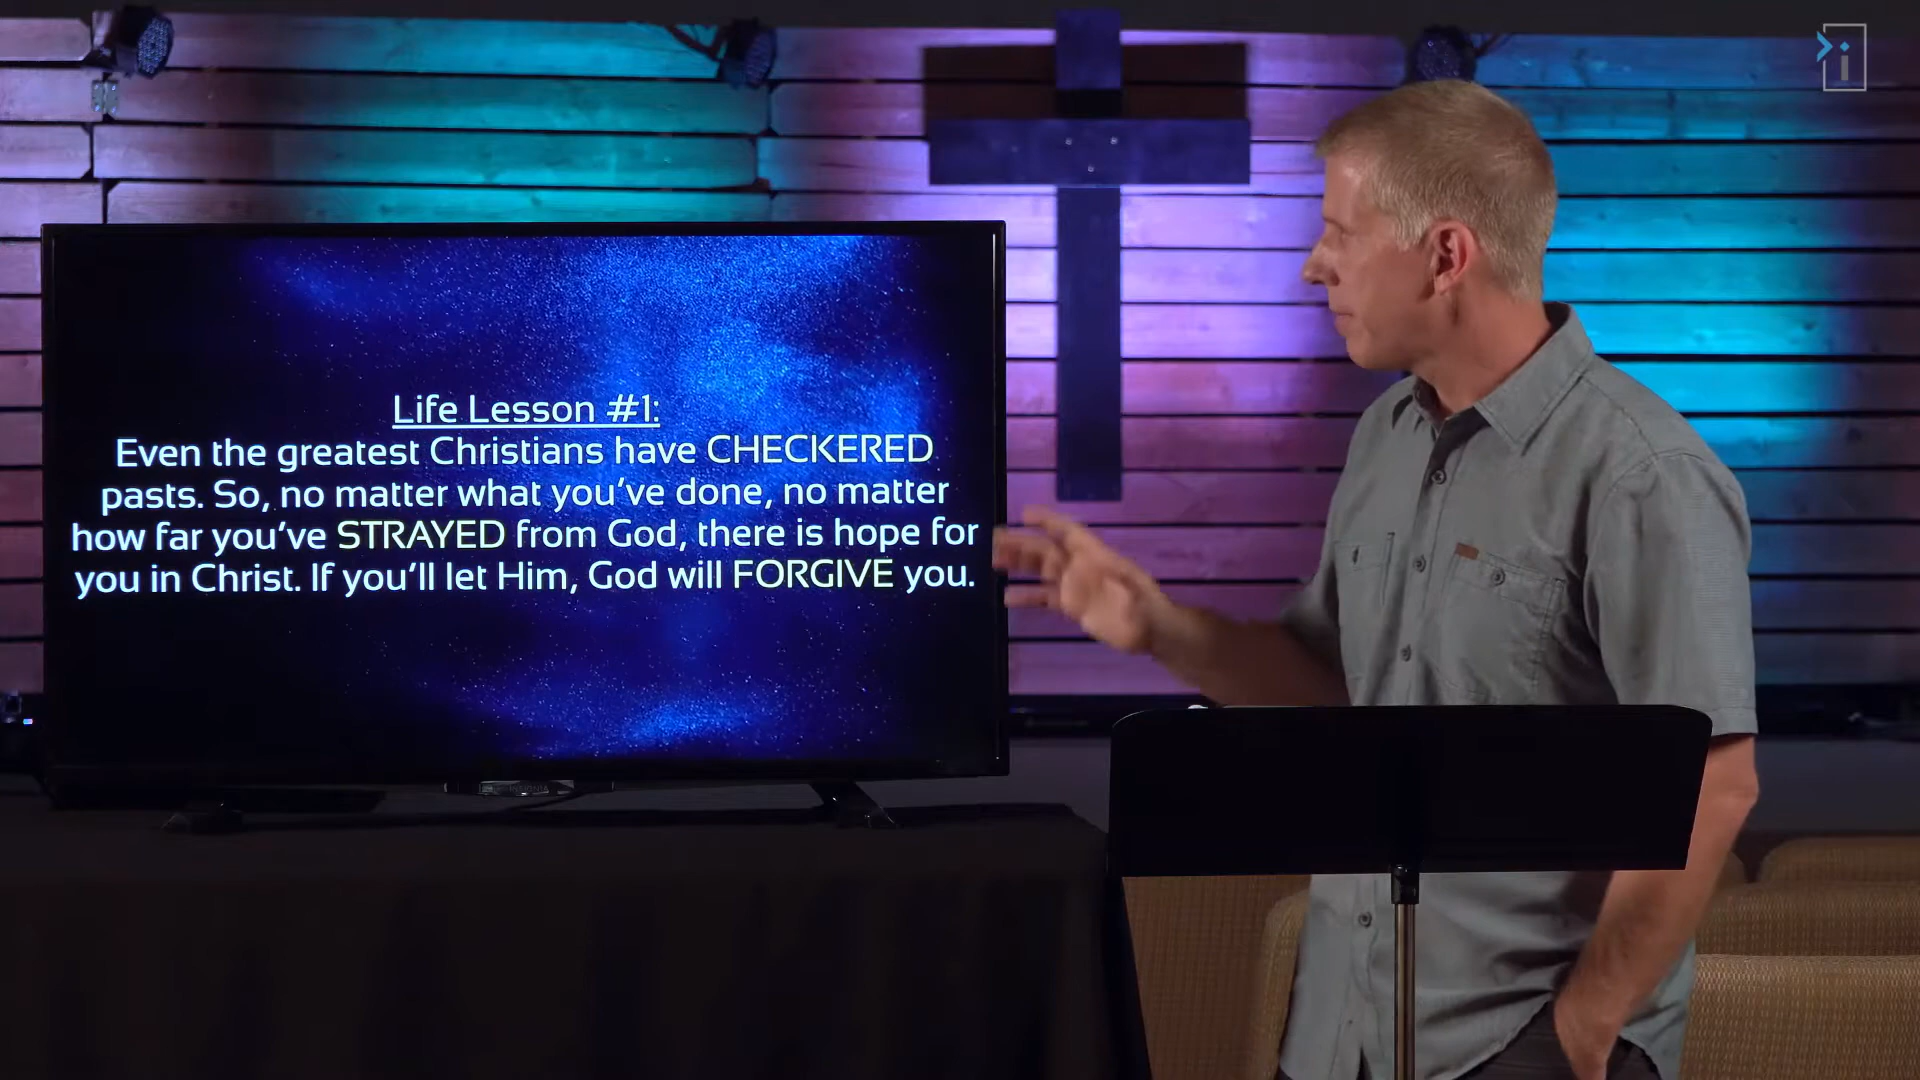 Life Lesson #1:
Even the greatest Christians have CHECKERED
pasts. So, no matter what you've done, no matter
how far you've STRAYED from God, there is hope for
you in Christ. If you'll let Him, God will FORGIVE you.
INSIGNIA